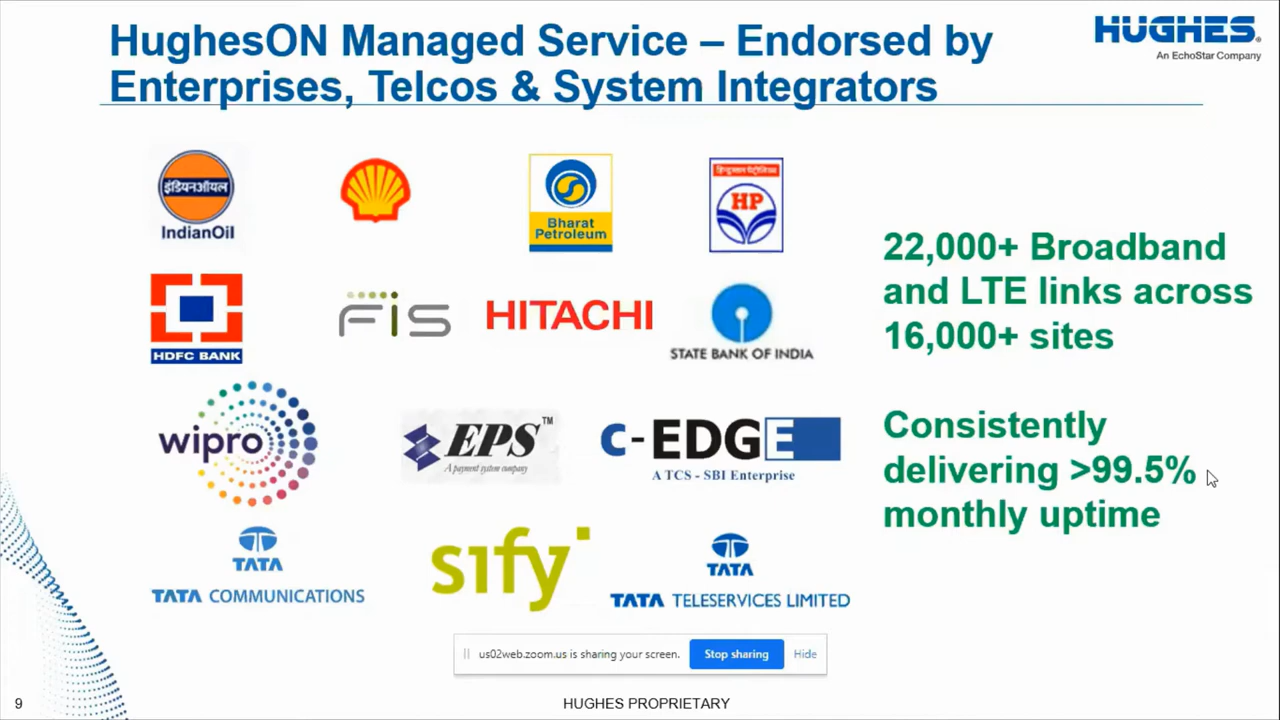 HughesON Managed Service – Endorsed by
Enterprises, Telcos & System Integrators
HUGHES®
An EchoStar Company
इंडियनऑयल
IndianOil
Bharat
Petroleum
हिन्दुस्तान पेट्रोलियम
HP
HDFC BANK
FIS
HITACHI
STATE BANK OF INDIA
22,000+ Broadband
and LTE links across
16,000+ sites
wipro
EPS™
A payment system company
C-EDGE
A TCS - SBI Enterprise
Consistently
delivering >99.5%
monthly uptime
TATA
TATA COMMUNICATIONS
sify
TATA
TATA TELESERVICES LIMITED
us02web.zoom.us is sharing your screen.
Stop sharing
Hide
9
HUGHES PROPRIETARY